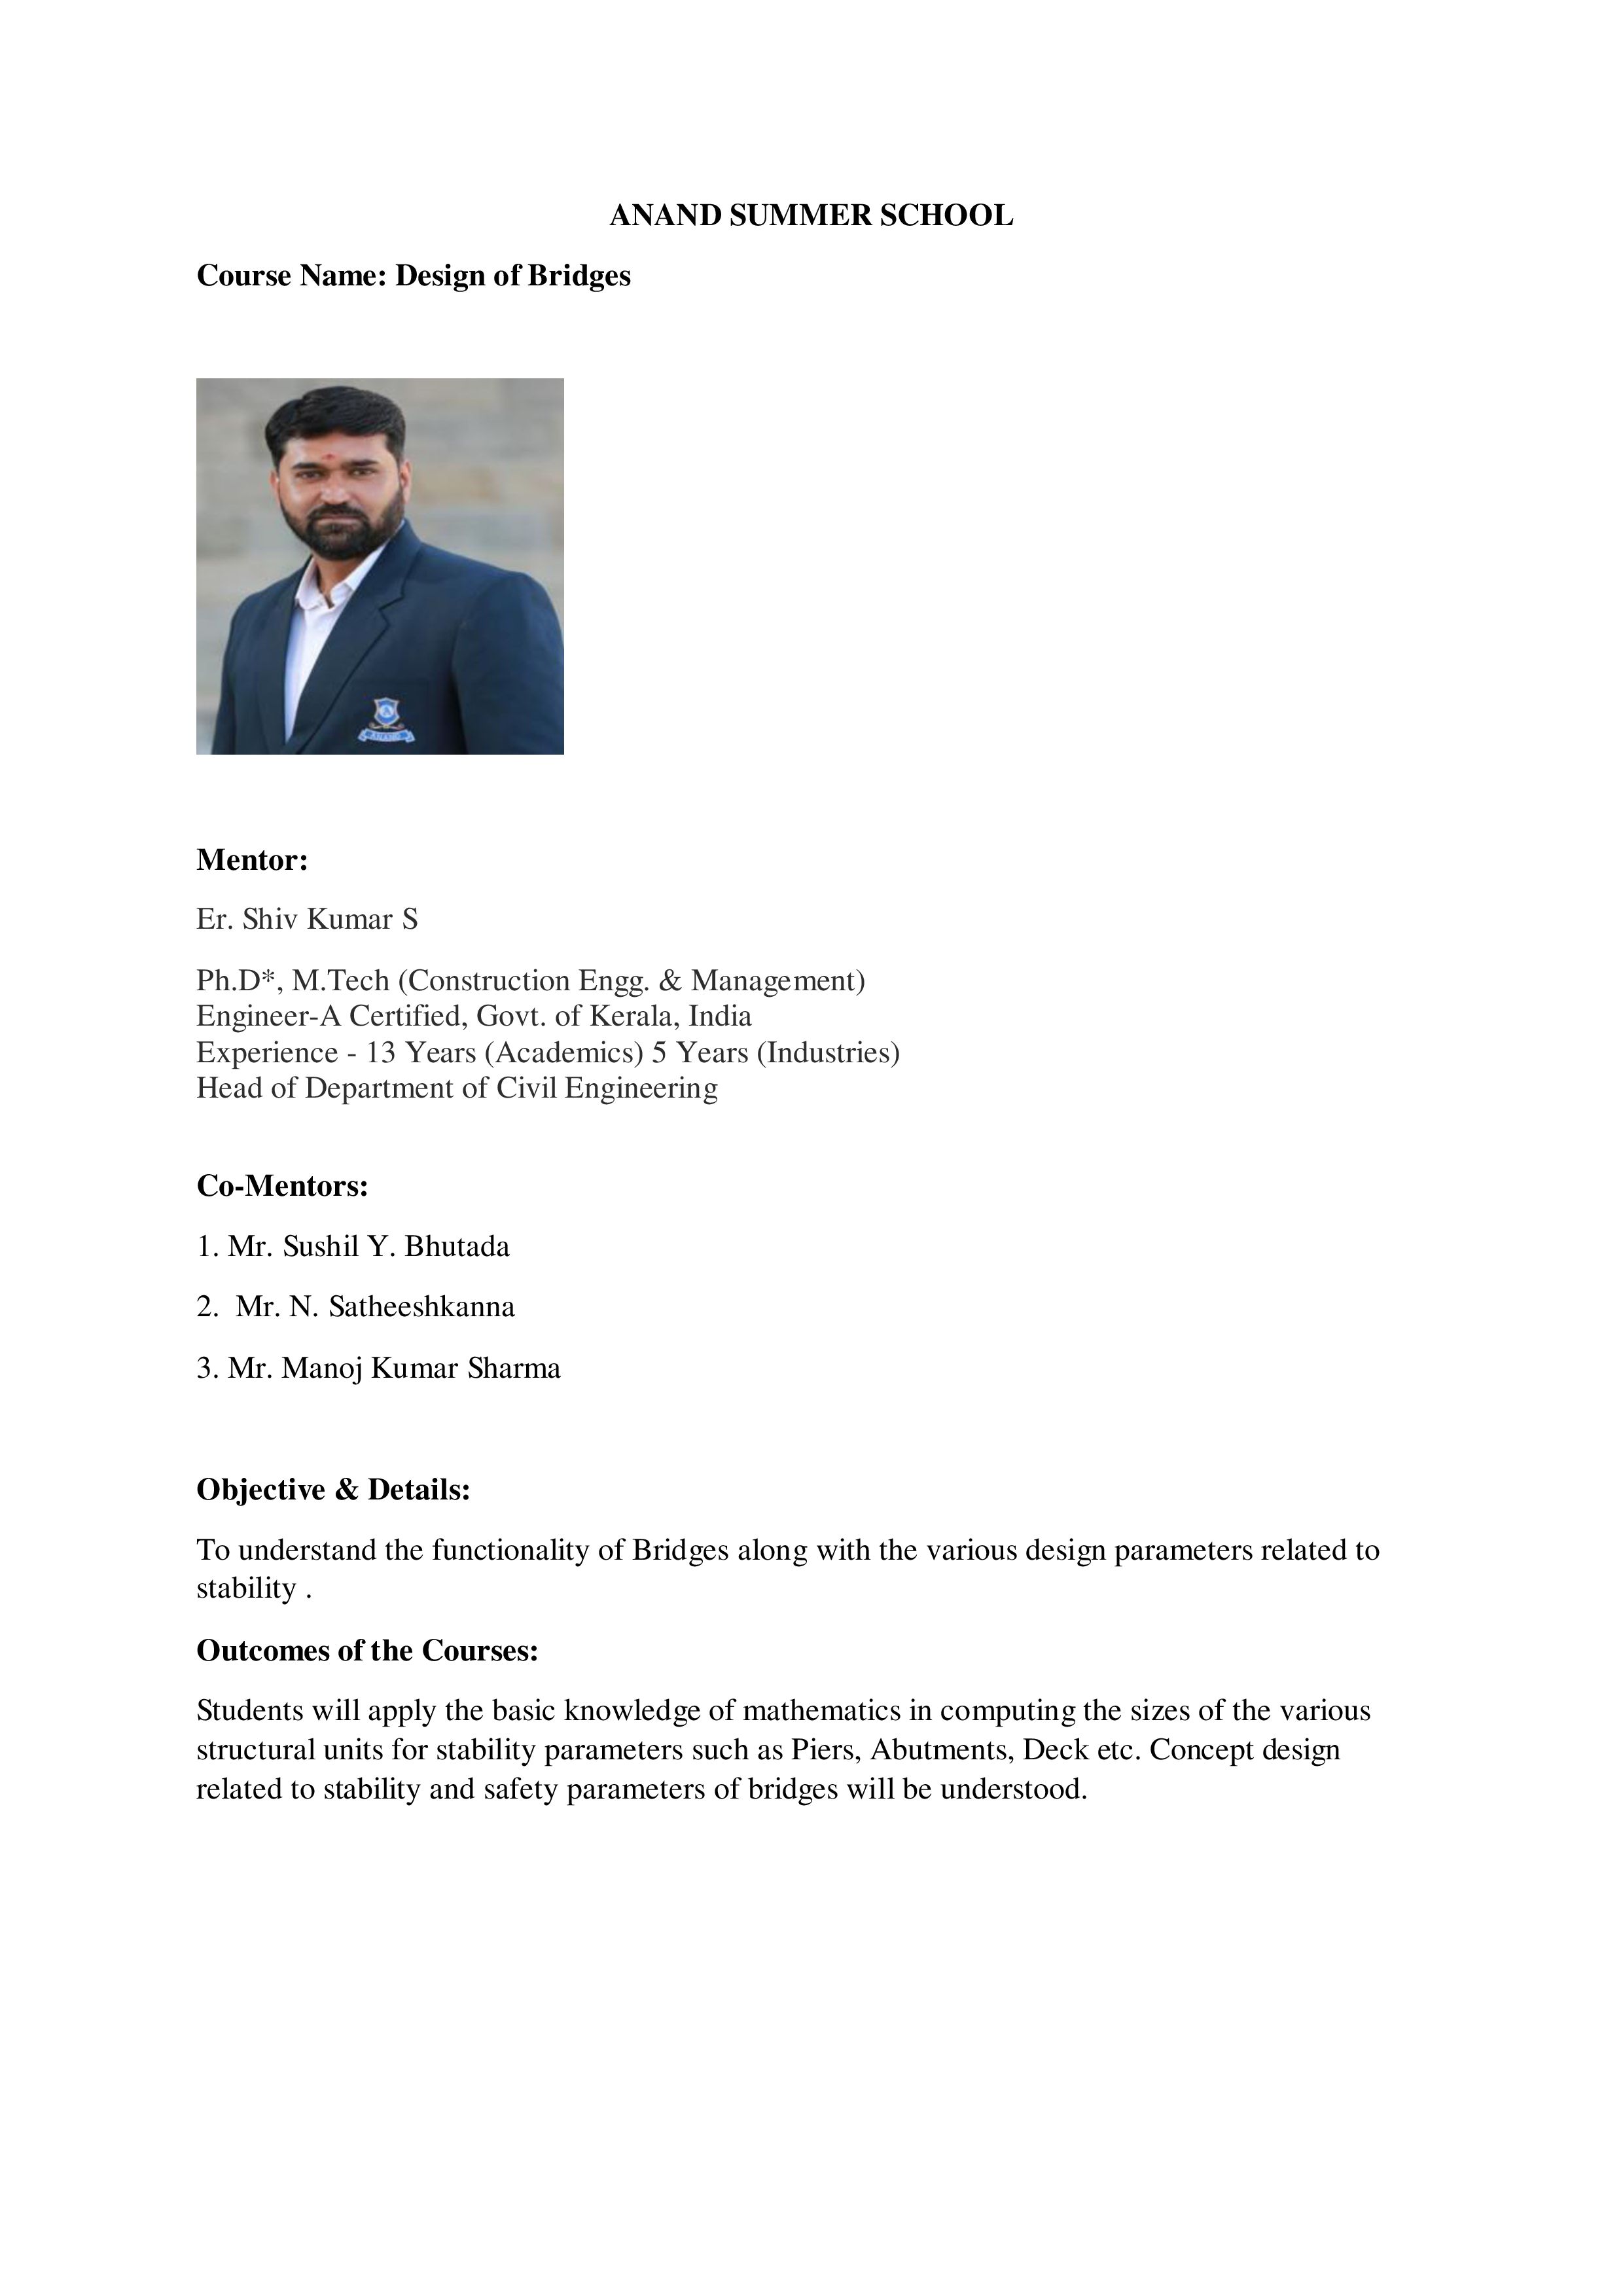 ANAND SUMMER SCHOOL
Course Name: Design of Bridges
Mentor:
Er. Shiv Kumar S
Ph.D*, M.Tech (Construction Engg. & Management)
Engineer-A Certified, Govt. of Kerala, India
Experience - 13 Years (Academics) 5 Years (Industries)
Head of Department of Civil Engineering
Co-Mentors:
1. Mr. Sushil Y. Bhutada
2.  Mr. N. Satheeshkanna
3. Mr. Manoj Kumar Sharma
Objective & Details:
To understand the functionality of Bridges along with the various design parameters related to
stability .
Outcomes of the Courses:
Students will apply the basic knowledge of mathematics in computing the sizes of the various
structural units for stability parameters such as Piers, Abutments, Deck etc. Concept design
related to stability and safety parameters of bridges will be understood.